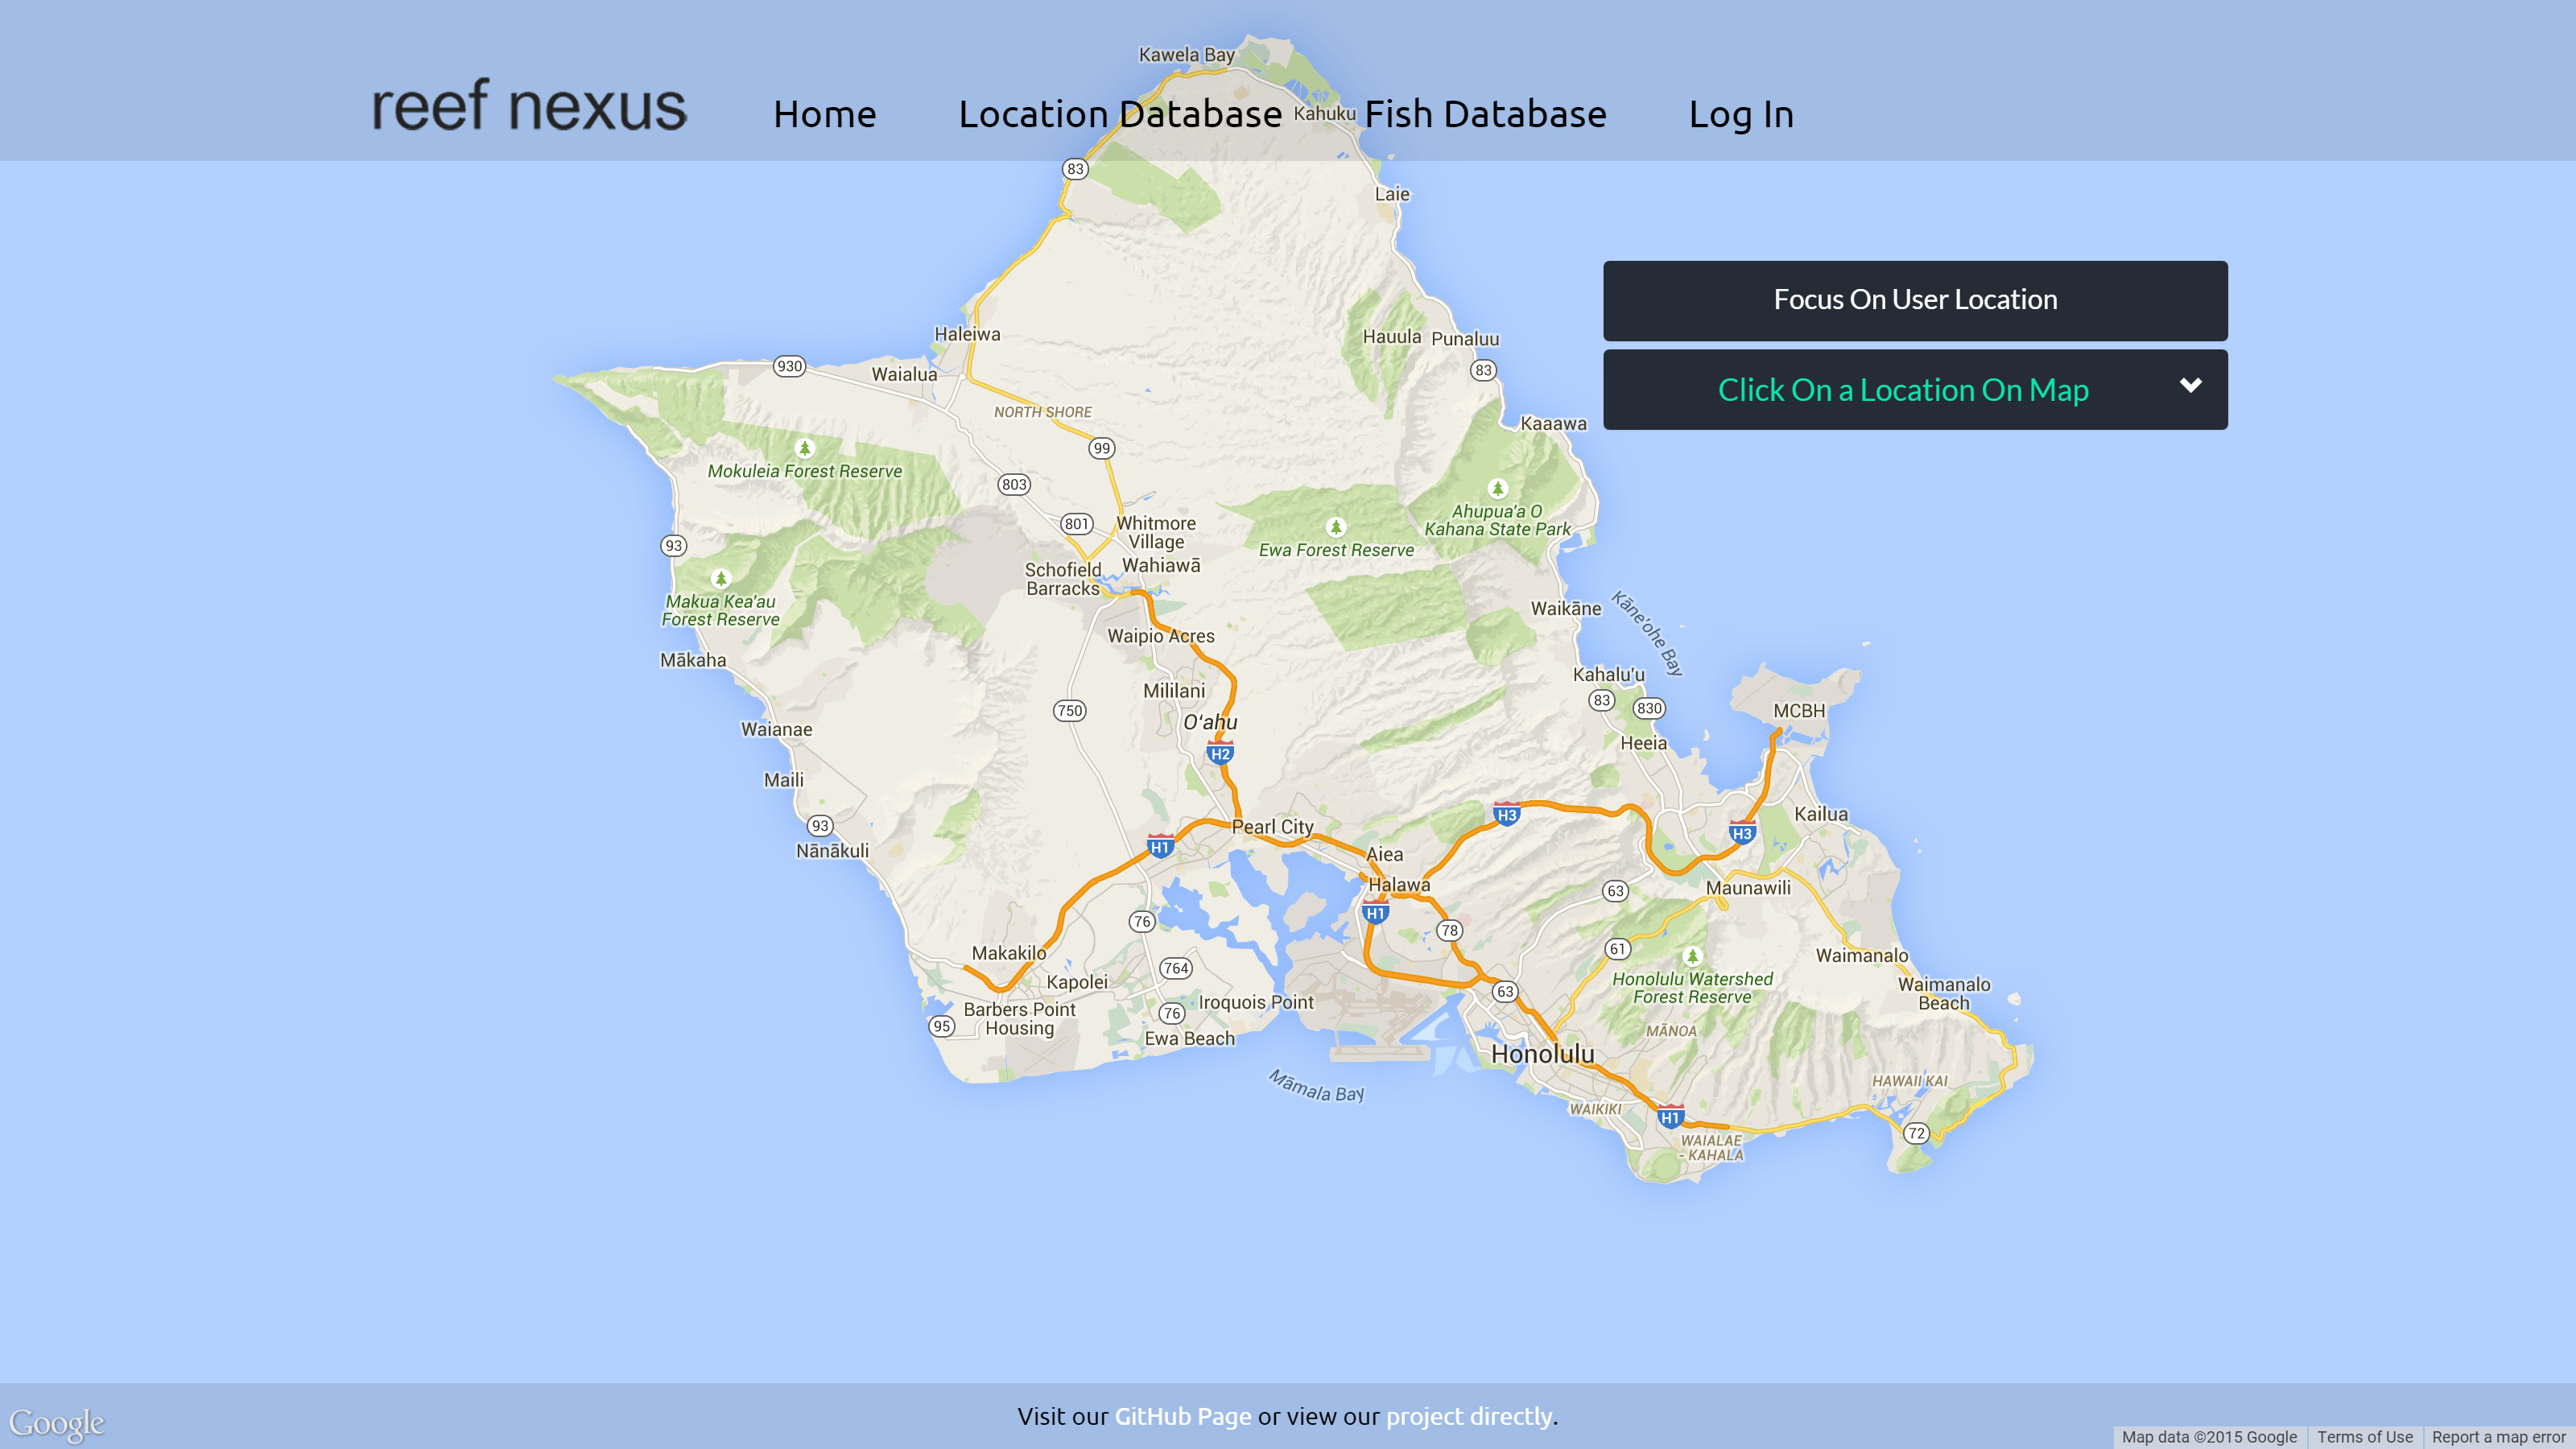 reef nexus
Home
Location Database
Fish Database
Log In
Kawela Bay
Kahuku
83
Laie
Focus On User Location
Click On a Location On Map
Haleiwa
Hauula
Punaluu
930
Waialua
83
NORTH SHORE
Kaaawa
99
Mokuleia Forest Reserve
803
801
Whitmore
Village
Ahupua'a O
Kahana State Park
Ewa Forest Reserve
93
Schofield
Barracks
Wahiawā
Makua Kea'au
Forest Reserve
Waikāne
Kāne'ohe Bay
Waipio Acres
Mākaha
Kahalu'u
Mililani
83
830
750
MCBH
O'ahu
Waianae
Heeia
H2
Maili
H3
Kailua
93
Pearl City
H3
Nānākuli
H1
Aiea
Halawa
Maunawili
63
H1
76
78
61
Makakilo
Waimanalo
764
Kapolei
Honolulu Watershed
Forest Reserve
63
Waimanalo
Beach
Iroquois Point
Barbers Point
Housing
76
95
Ewa Beach
MĀNOA
Honolulu
Māmala Bay
HAWAII KAI
WAIKIKI
H1
72
WAIALAE
- KAHALA
Visit our GitHub Page or view our project directly.
Google
Map data ©2015 Google
Terms of Use
Report a map error